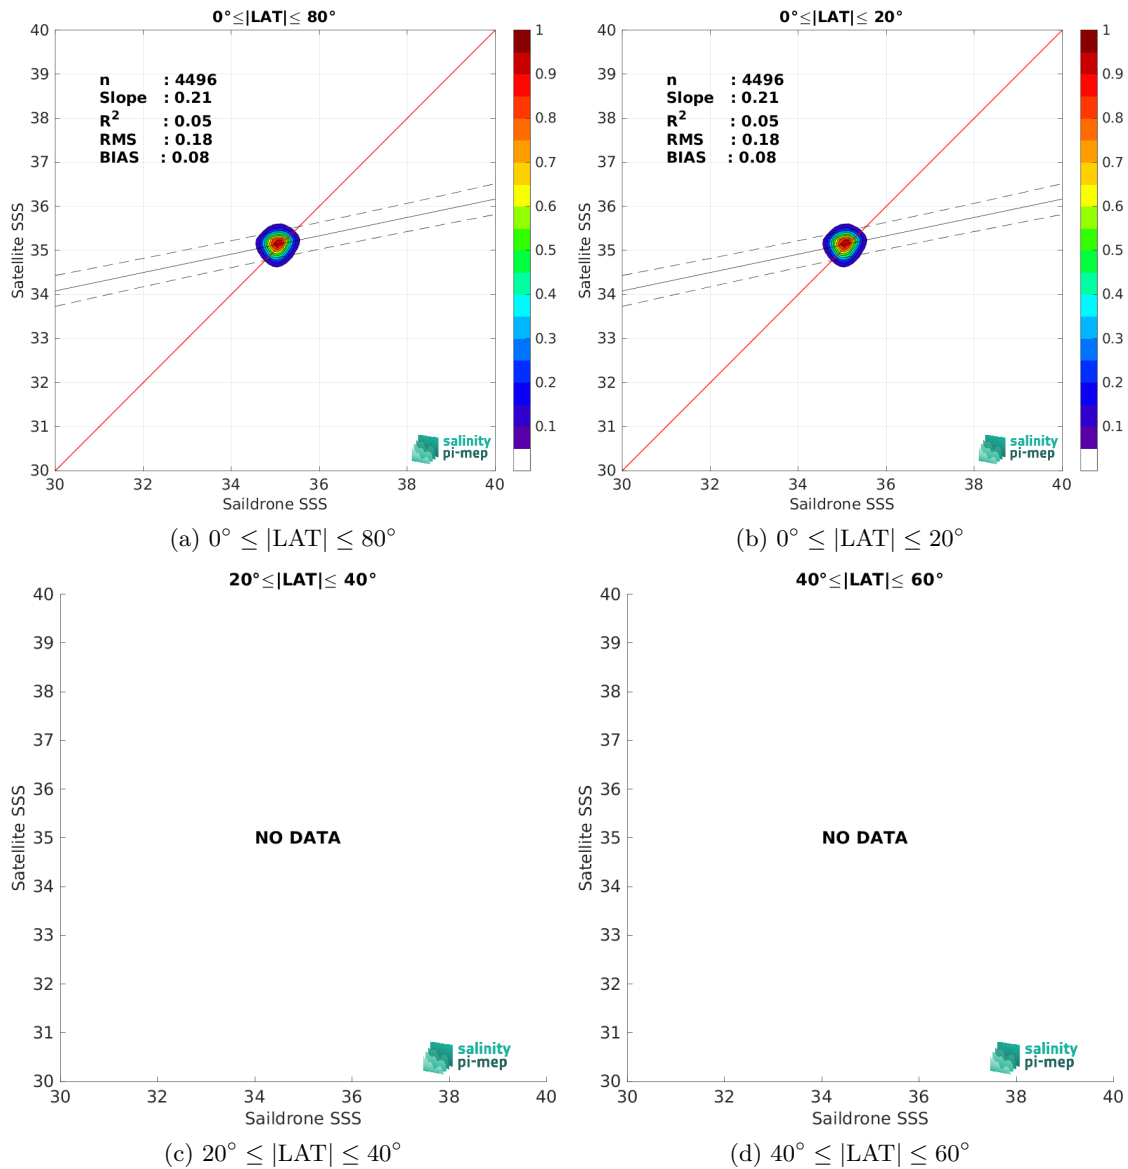 0°≤|LAT|≤ 80°
40
39
38
37
36
35
34
33
32
31
30
Satellite SSS
n : 4496
Slope : 0.21
R² : 0.05
RMS : 0.18
BIAS : 0.08
salinity
pi-mep
30 32 34 36 38 40
Saildrone SSS
1
0.9
0.8
0.7
0.6
0.5
0.4
0.3
0.2
0.1
(a) 0° ≤ |LAT| ≤ 80°
0°≤|LAT|≤ 20°
40
39
38
37
36
35
34
33
32
31
30
Satellite SSS
n : 4496
Slope : 0.21
R² : 0.05
RMS : 0.18
BIAS : 0.08
salinity
pi-mep
30 32 34 36 38 40
Saildrone SSS
1
0.9
0.8
0.7
0.6
0.5
0.4
0.3
0.2
0.1
(b) 0° ≤ |LAT| ≤ 20°
20°≤|LAT|≤ 40°
40
39
38
37
36
35
34
33
32
31
30
Satellite SSS
NO DATA
salinity
pi-mep
30 32 34 36 38 40
Saildrone SSS
(c) 20° ≤ |LAT| ≤ 40°
40°≤|LAT|≤ 60°
40
39
38
37
36
35
34
33
32
31
30
Satellite SSS
NO DATA
salinity
pi-mep
30 32 34 36 38 40
Saildrone SSS
(d) 40° ≤ |LAT| ≤ 60°